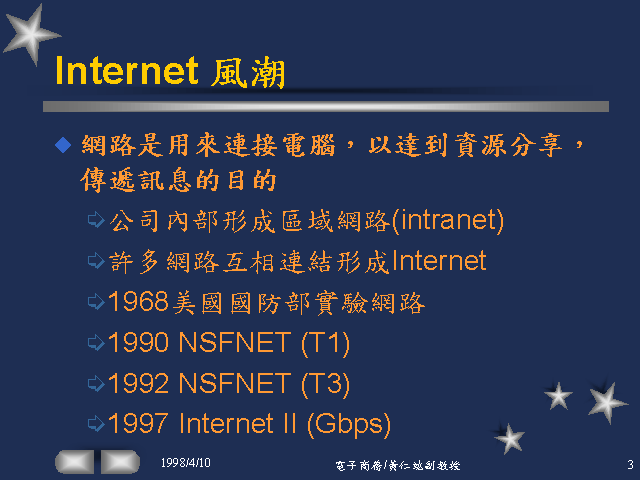 Internet 風潮
網路是用來連接電腦,以達到資源分享,
傳遞訊息的目的
公司內部形成區域網路(intranet)
許多網路互相連結形成Internet
1968美國國防部實驗網路
1990 NSFNET (T1)
1992 NSFNET (T3)
1997 Internet II (Gbps)
1998/4/10
電子商務/黃仁竑副教授
3